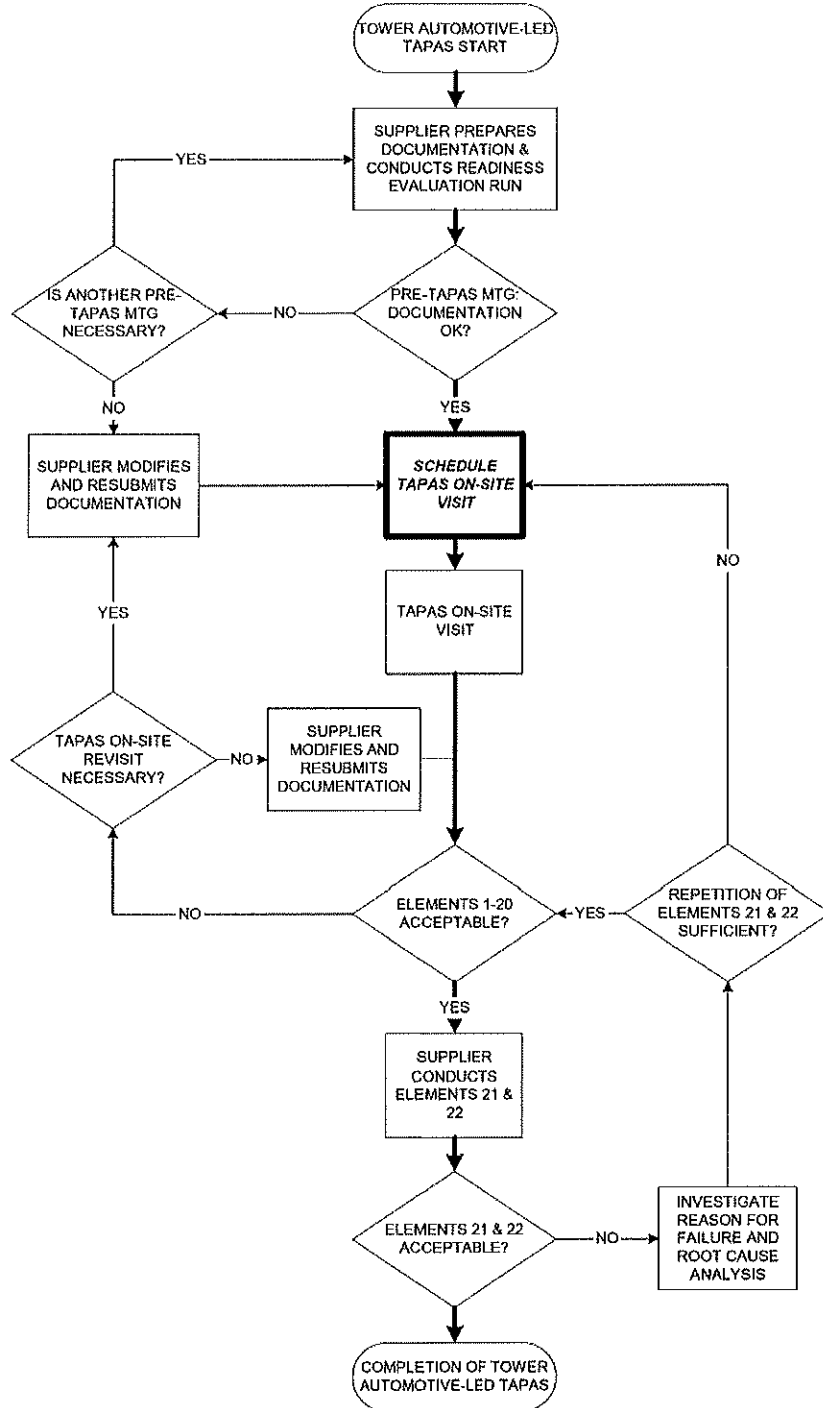 TOWER AUTOMOTIVE-LED
TAPAS START
SUPPLIER PREPARES
DOCUMENTATION &
CONDUCTS READINESS
EVALUATION RUN
YES
IS ANOTHER PRE-
TAPAS MTG
NECESSARY?
NO
PRE-TAPAS MTG:
DOCUMENTATION
OK?
NO
YES
SUPPLIER MODIFIES
AND RESUBMITS
DOCUMENTATION
SCHEDULE
TAPAS ON-SITE
VISIT
NO
YES
TAPAS ON-SITE
VISIT
TAPAS ON-SITE
REVISIT
NECESSARY?
NO
SUPPLIER
MODIFIES AND
RESUBMITS
DOCUMENTATION
NO
ELEMENTS 1-20
ACCEPTABLE?
YES
REPETITION OF
ELEMENTS 21 & 22
SUFFICIENT?
YES
SUPPLIER
CONDUCTS
ELEMENTS 21 &
22
ELEMENTS 21 & 22
ACCEPTABLE?
NO
INVESTIGATE
REASON FOR
FAILURE AND
ROOT CAUSE
ANALYSIS
YES
COMPLETION OF TOWER
AUTOMOTIVE-LED TAPAS